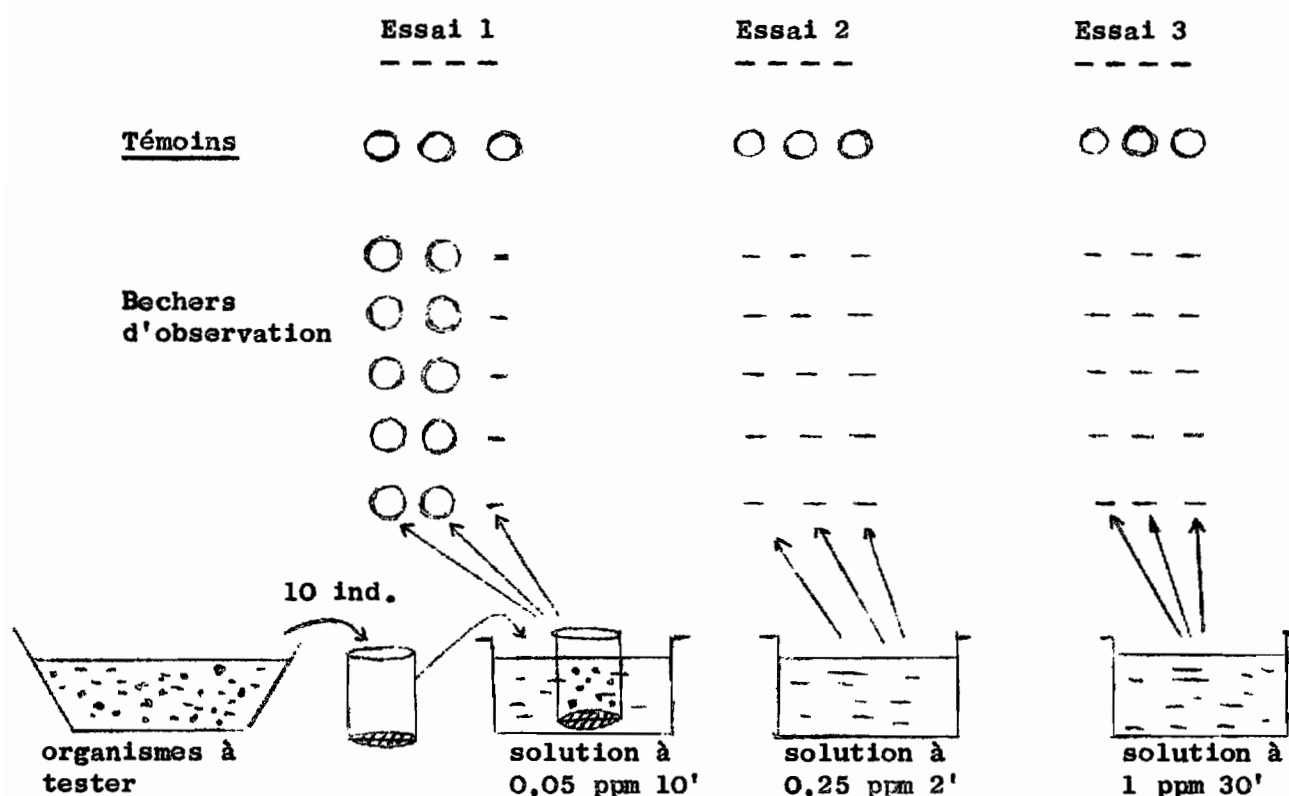 Essai 1
Essai 2
Essai 3
Témoins
Bechers
d'observation
10 ind.
organismes à
tester
solution à
0,05 ppm 10'
solution à
0,25 ppm 2'
solution à
1 ppm 30'